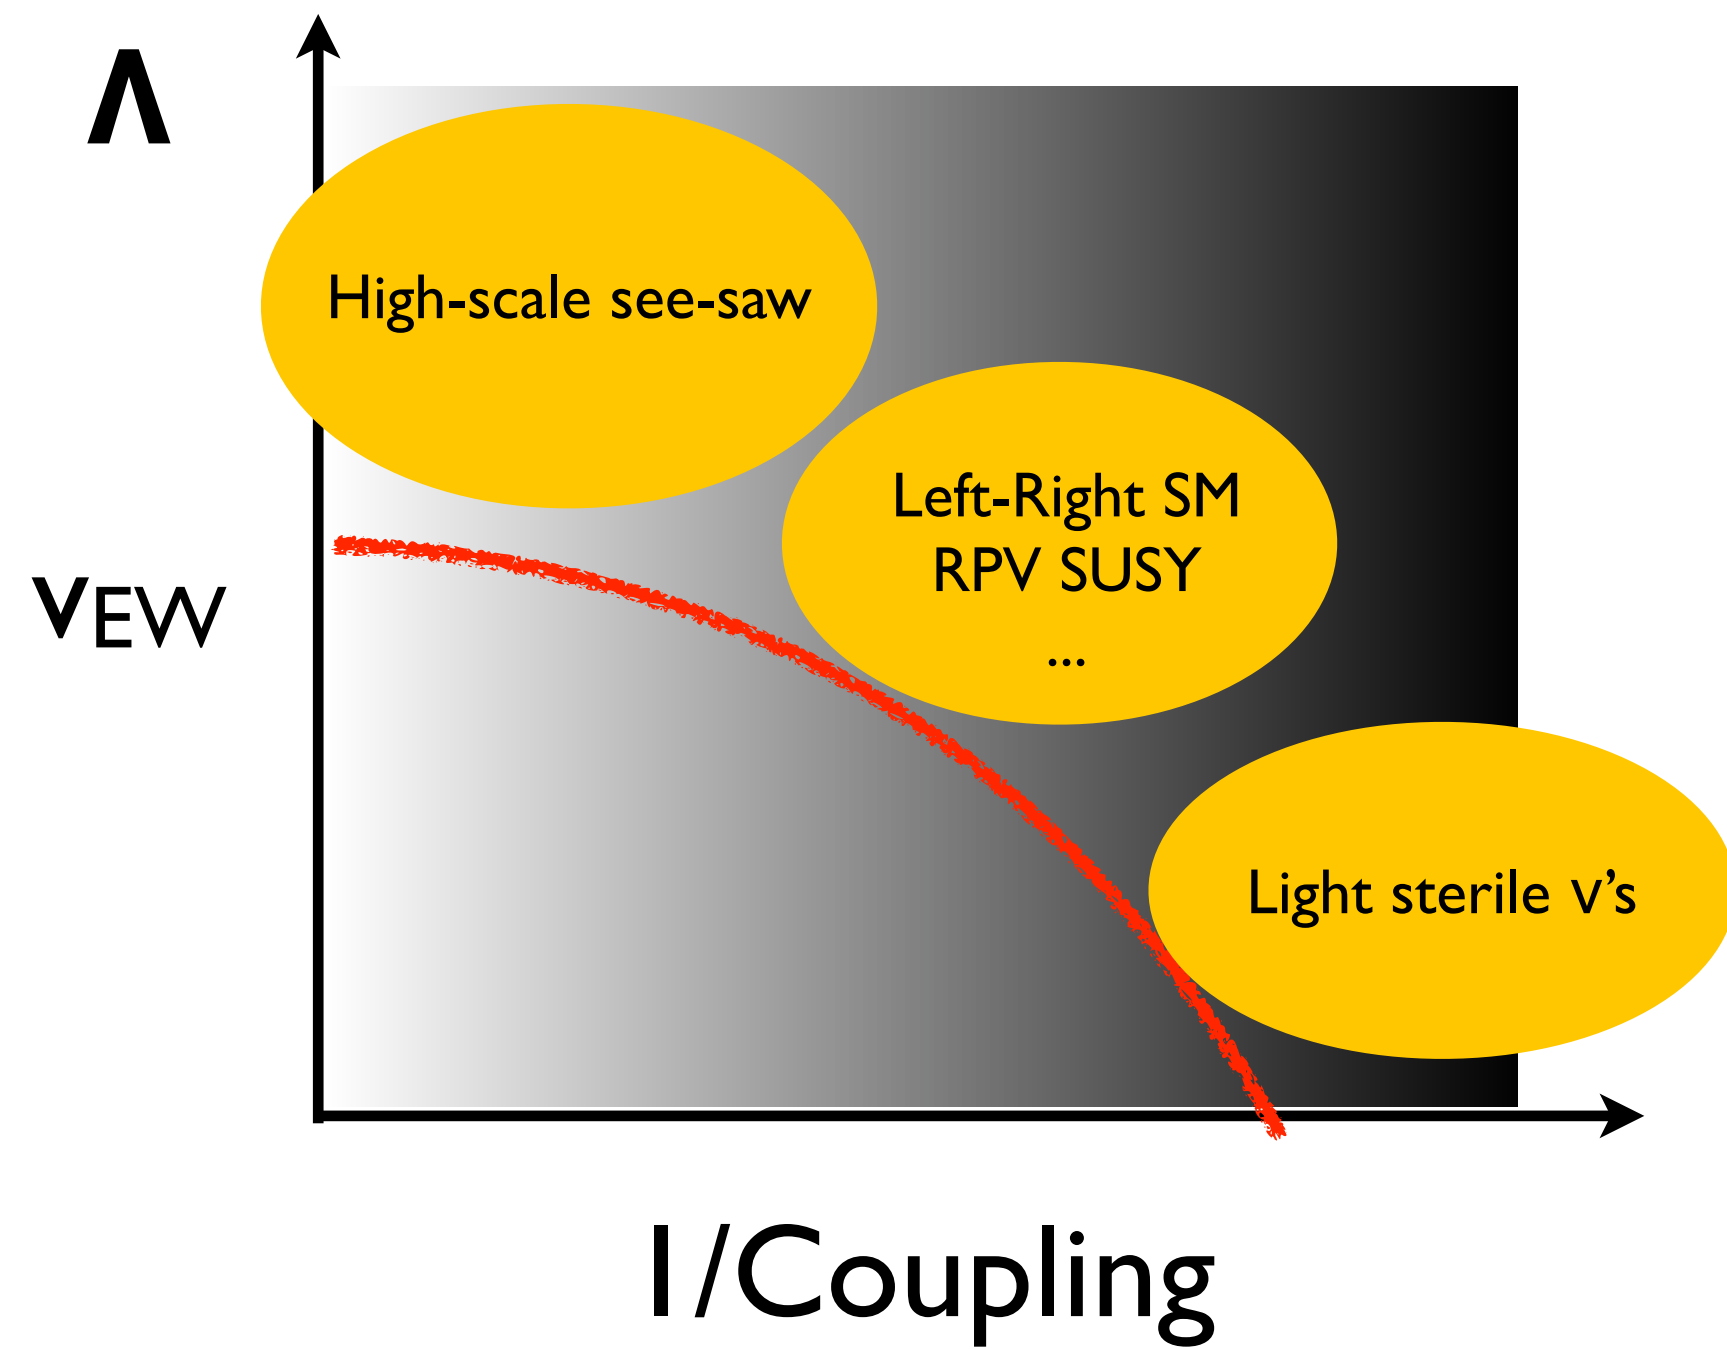 Λ
High-scale see-saw
Left-Right SM
RPV SUSY
...
vEW
Light sterile ν's
1/Coupling